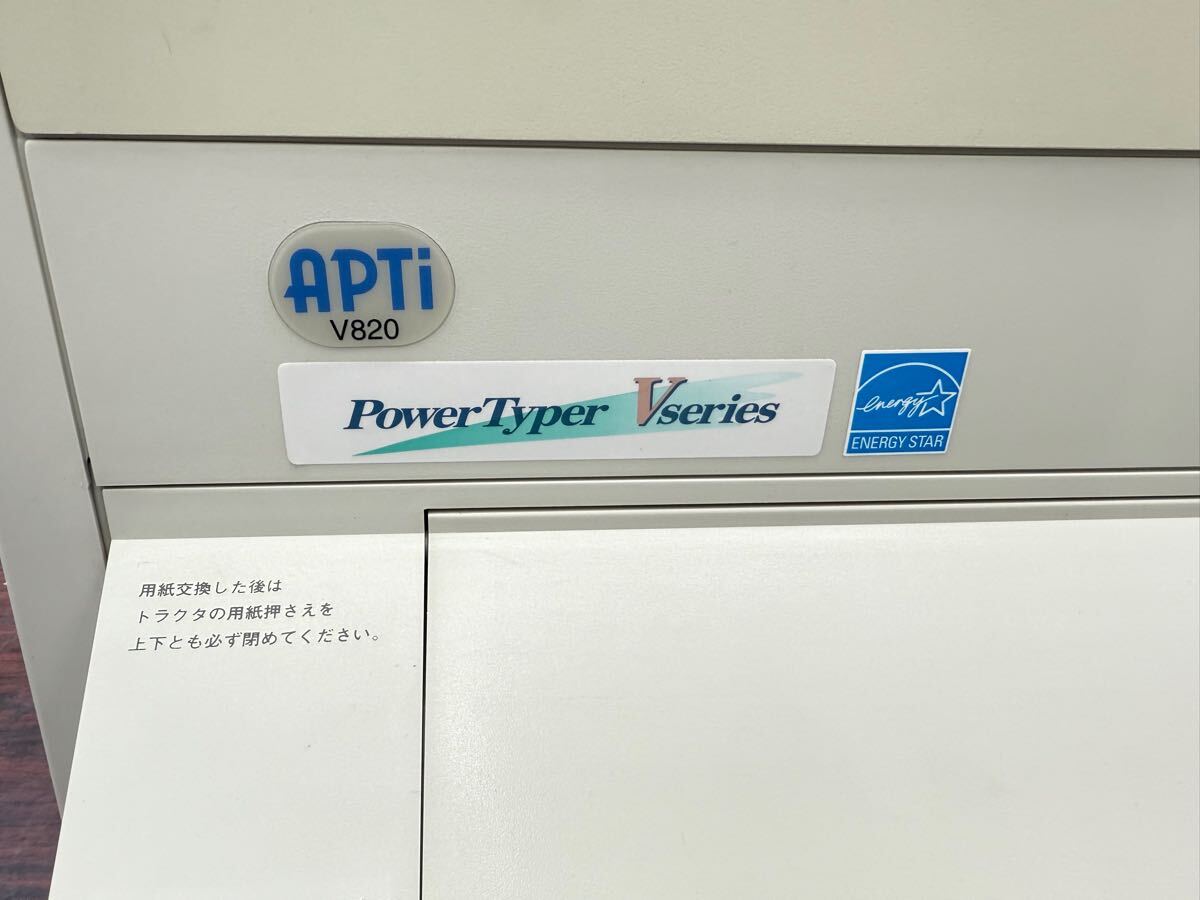 APTi
V820
PowerTyper Vseries
energy
ENERGY STAR
用紙交換した後は
トラクタの用紙押さえを
上下とも必ず閉めてください。